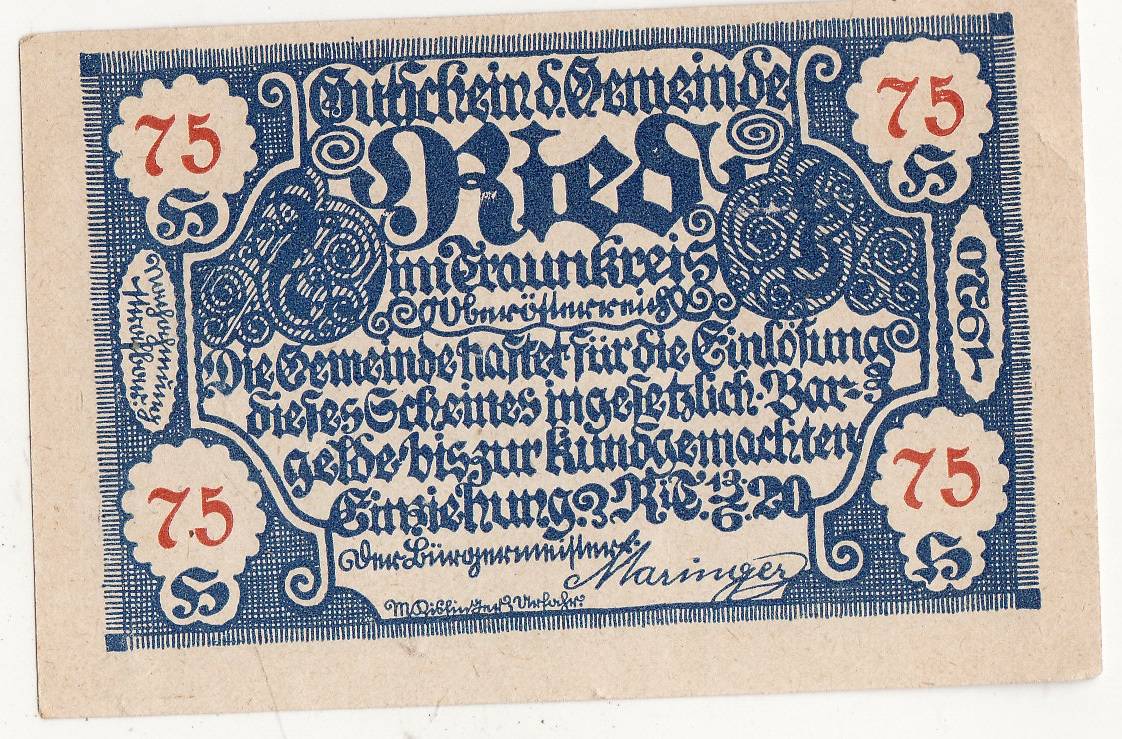 75 H
75 H
Gutschein d. Gemeinde
Ried
im Traunkreis
Oberösterreich
Die Gemeinde haftet für die Einlösung
dieses Scheines in gesetzlich. Bar=
gelde bis zur kundgemachten
Einziehung. Ri. i. T. 13. 6. 20
Der Bürgermeister:
Maringer
Nachahmung
1920
75 H
75 H